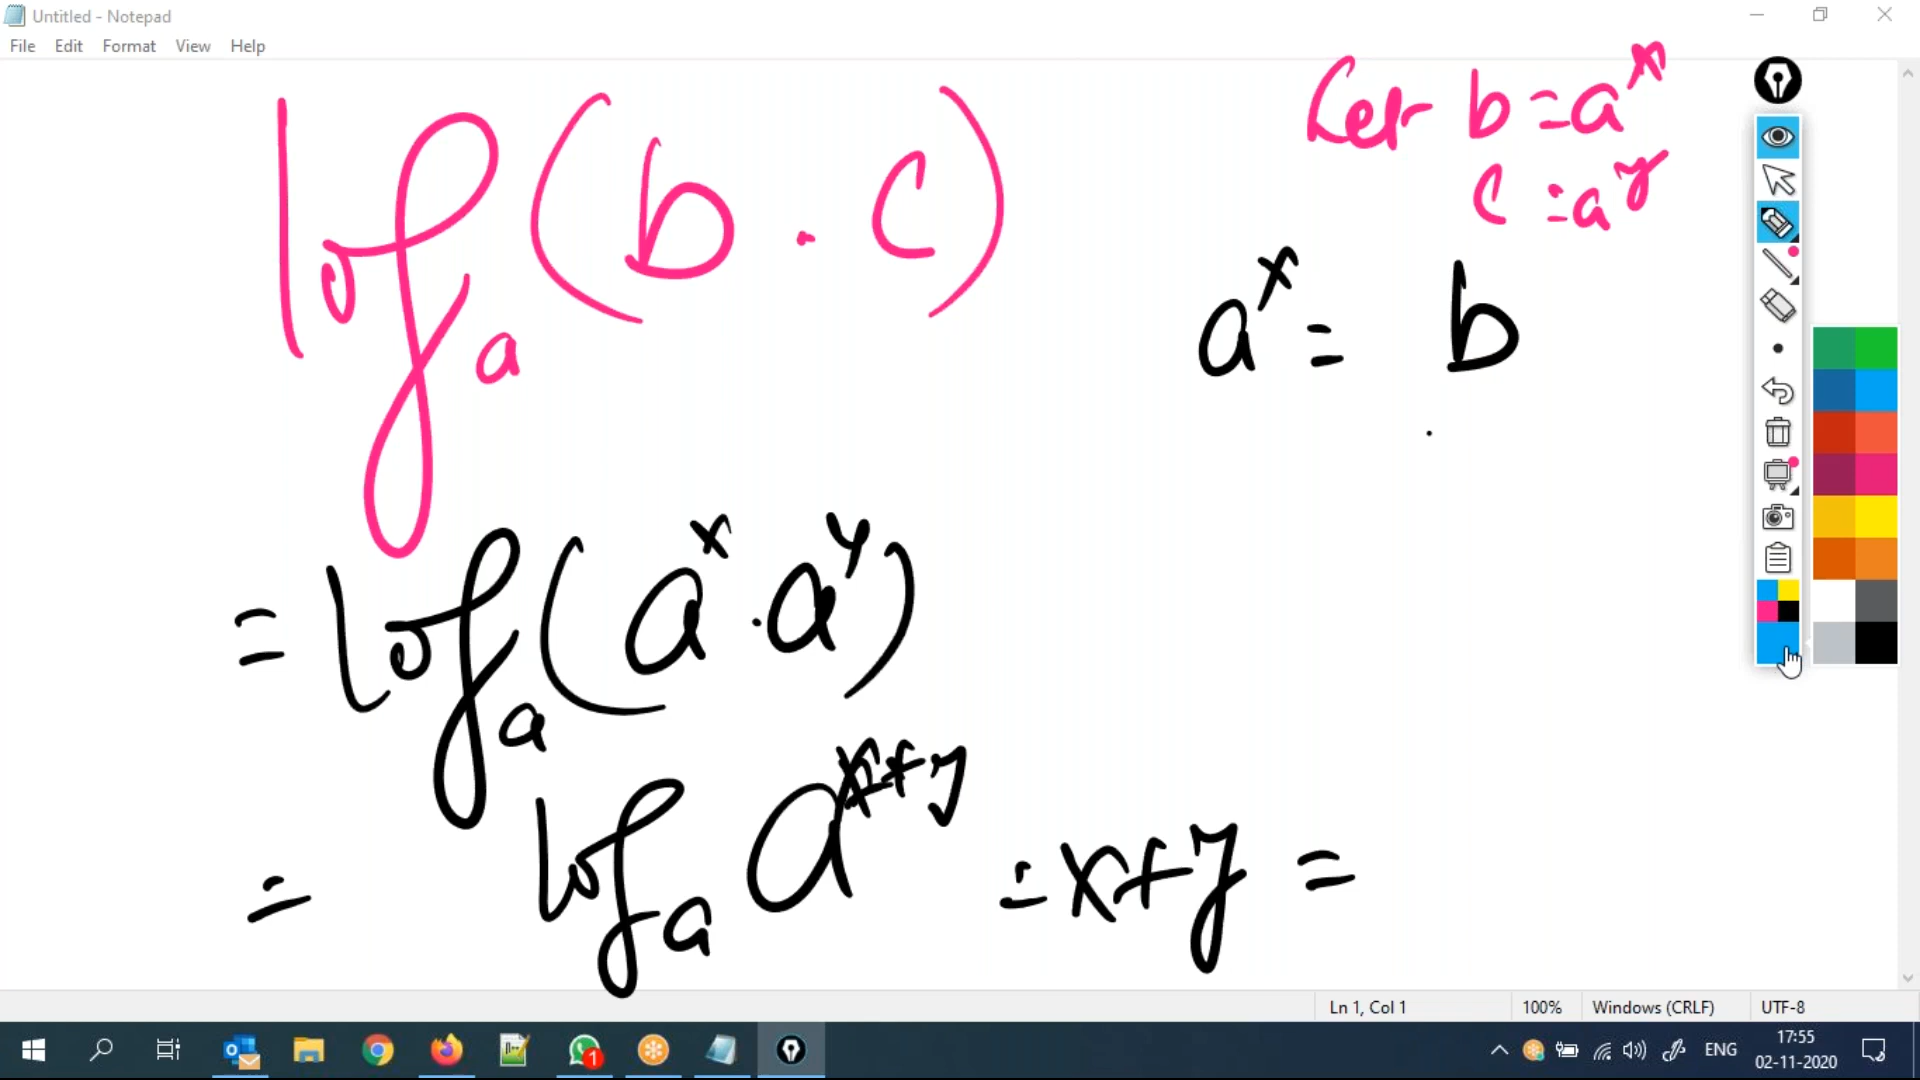 Untitled - Notepad
File Edit Format View Help
log_a (b . c)
Let b = a^x
c = a^y
a^x = b
= log_a (a^x . a^y)
= log_a a^{x+y} = x+y =
Ln 1, Col 1 100% Windows (CRLF) UTF-8
1
ENG
17:55
02-11-2020